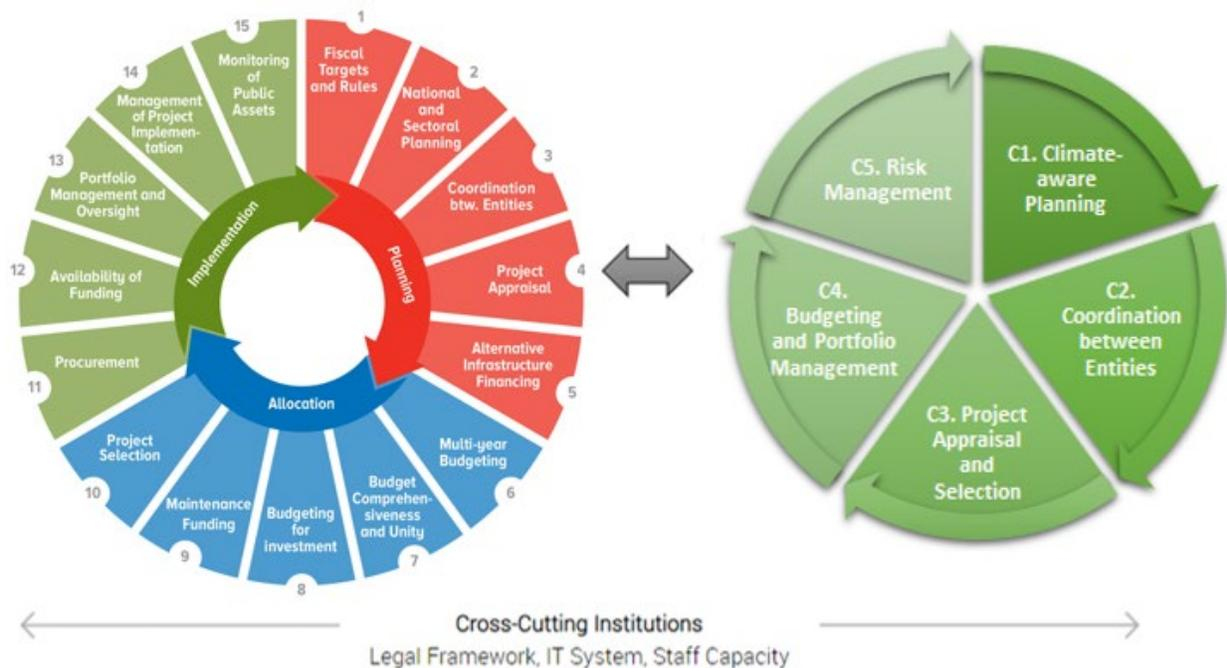 1
Fiscal
Targets
and Rules
2
National
and
Sectoral
Planning
3
Coordination
btw. Entities
4
Project
Appraisal
5
Alternative
Infrastructure
Financing
6
Multi-year
Budgeting
7
Budget
Comprehen-
siveness
and Unity
8
Budgeting
for
investment
9
Maintenance
Funding
10
Project
Selection
11
Procurement
12
Availability of
Funding
13
Portfolio
Management and
Oversight
14
Management
of Project
Implemen-
tation
15
Monitoring
of
Public
Assets
Planning
Allocation
Implementation
C1. Climate-
aware
Planning
C2.
Coordination
between
Entities
C3. Project
Appraisal
and
Selection
C4.
Budgeting
and Portfolio
Management
C5. Risk
Management
Cross-Cutting Institutions
Legal Framework, IT System, Staff Capacity